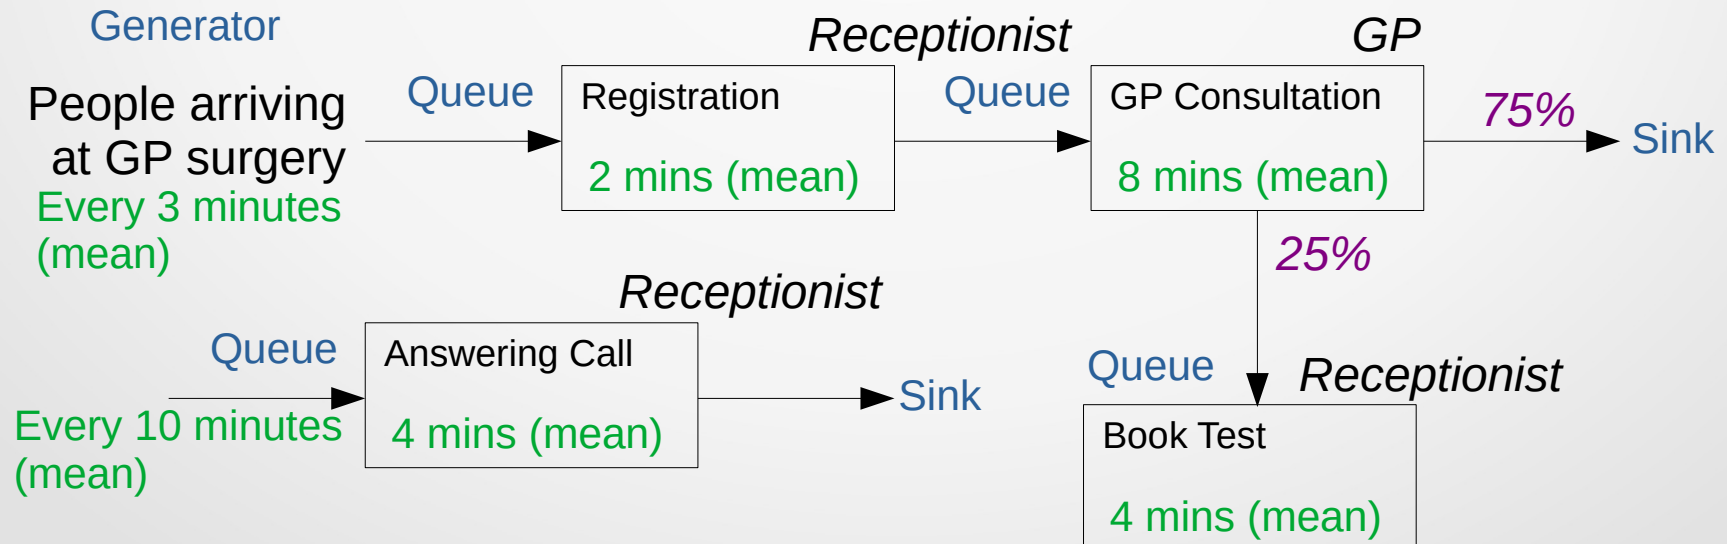 Generator
People arriving
at GP surgery
Every 3 minutes
(mean)
Queue
Receptionist
Registration
2 mins (mean)
Queue
GP
GP Consultation
8 mins (mean)
75%
Sink
25%
Every 10 minutes
(mean)
Queue
Receptionist
Answering Call
4 mins (mean)
Sink
Queue
Receptionist
Book Test
4 mins (mean)